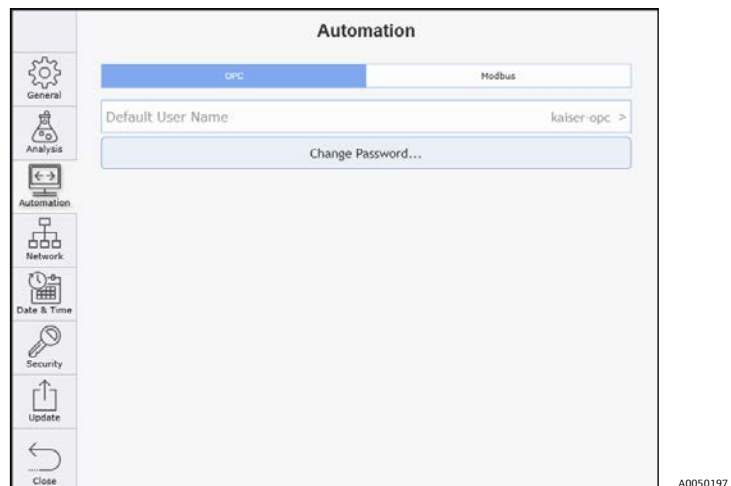 Automation
OPC
Modbus
Default User Name
kaiser-opc >
Change Password...
General
Analysis
Automation
Network
Date & Time
Security
Update
Close
A0050197